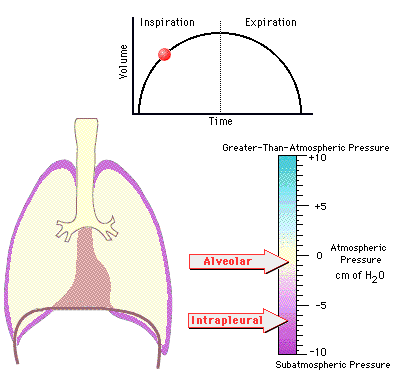 Inspiration Expiration
Volume
Time
Greater-Than-Atmospheric Pressure
+10
+5
Alveolar
0
Atmospheric
Pressure
cm of H2O
-5
Intrapleural
-10
Subatmospheric Pressure